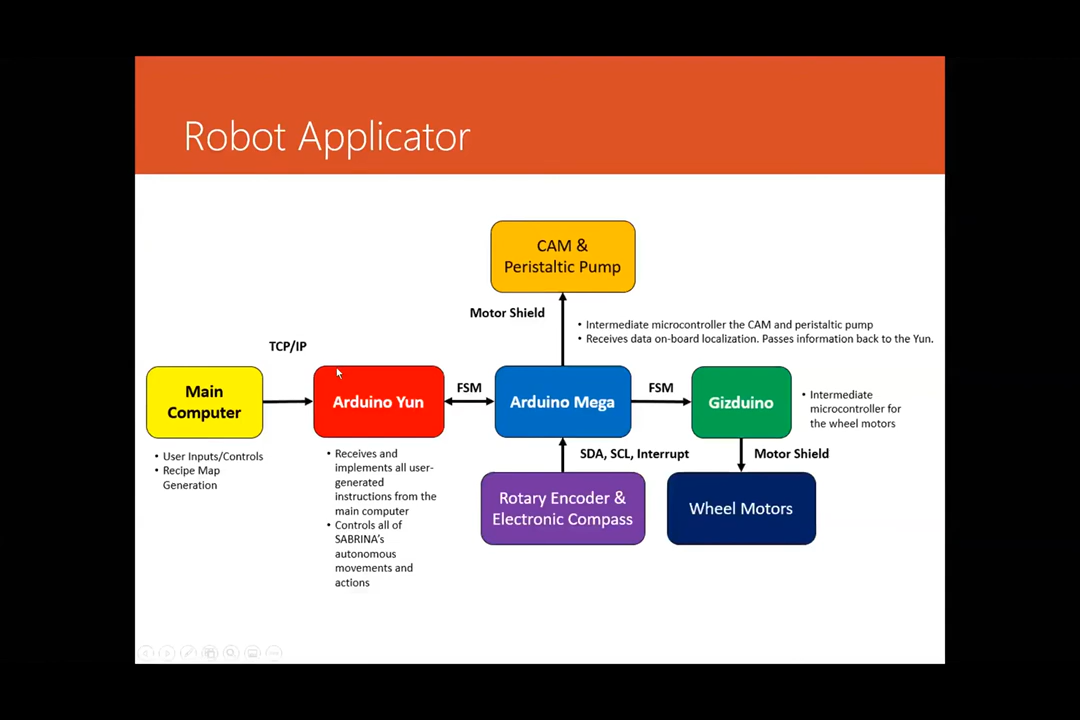 Robot Applicator
CAM &
Peristaltic Pump
Motor Shield
• Intermediate microcontroller the CAM and peristaltic pump
• Receives data on-board localization. Passes information back to the Yun.
TCP/IP
Main
Computer
Arduino Yun
FSM
Arduino Mega
FSM
Gizduino
• Intermediate
microcontroller for
the wheel motors
• User Inputs/Controls
• Recipe Map
Generation
• Receives and
implements all user-
generated
instructions from the
main computer
• Controls all of
SABRINA's
autonomous
movements and
actions
SDA, SCL, Interrupt
Motor Shield
Rotary Encoder &
Electronic Compass
Wheel Motors